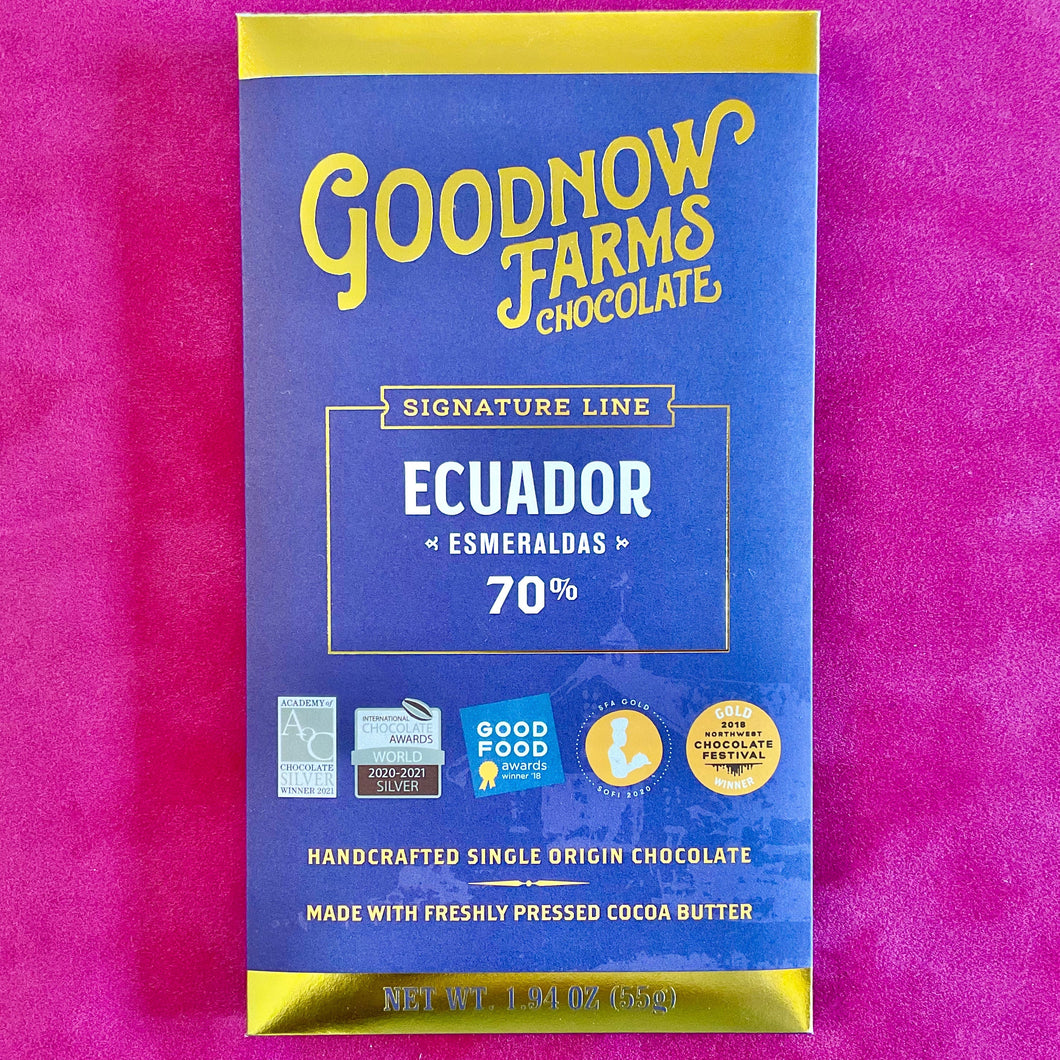 GOODNOW
FARMS
CHOCOLATE
SIGNATURE LINE
ECUADOR
ESMERALDAS
70%
ACADEMY of
AoC
CHOCOLATE
SILVER
WINNER 2021
INTERNATIONAL
CHOCOLATE
AWARDS
WORLD
2020-2021
SILVER
GOOD
FOOD
awards
winner '18
SFA GOLD
SOFI 2020
GOLD
2018
NORTHWEST
CHOCOLATE
FESTIVAL
WINNER
HANDCRAFTED SINGLE ORIGIN CHOCOLATE
MADE WITH FRESHLY PRESSED COCOA BUTTER
NET WT. 1.94 OZ (55g)